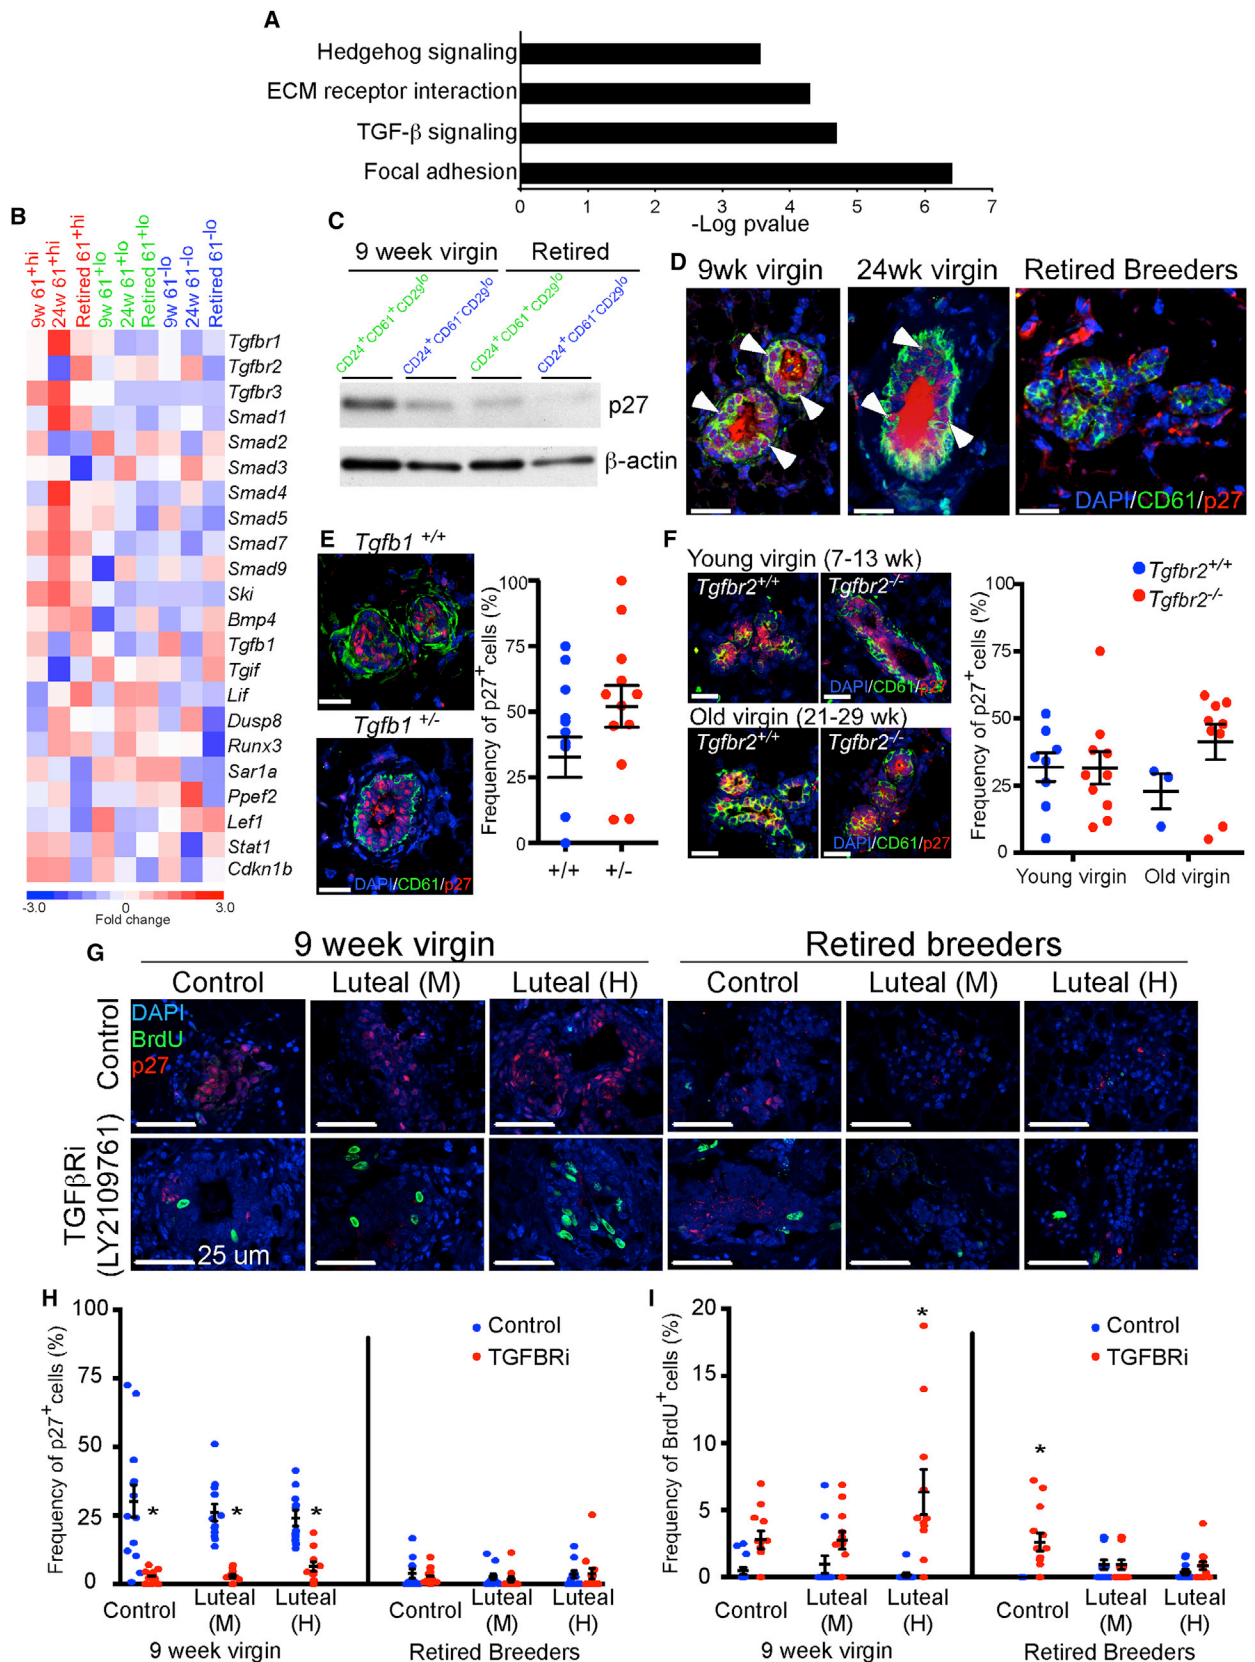 A
Hedgehog signaling
ECM receptor interaction
TGF-β signaling
Focal adhesion
0 1 2 3 4 5 6 7
-Log pvalue
B
9w 61+hi
24w 61+hi
Retired 61+hi
9w 61+lo
24w 61+lo
Retired 61+lo
9w 61-lo
24w 61-lo
Retired 61-lo
Tgfbr1
Tgfbr2
Tgfbr3
Smad1
Smad2
Smad3
Smad4
Smad5
Smad7
Smad9
Ski
Bmp4
Tgfb1
Tgif
Lif
Dusp8
Runx3
Sar1a
Ppef2
Lef1
Stat1
Cdkn1b
-3.0 0 3.0
Fold change
C
9 week virgin Retired
CD24+CD61+CD29lo
CD24+CD61-CD29lo
CD24+CD61+CD29lo
CD24+CD61-CD29lo
p27
β-actin
D
9wk virgin 24wk virgin Retired Breeders
DAPI/CD61/p27
E
Tgfb1 +/+
Tgfb1 +/-
DAPI/CD61/p27
Frequency of p27+ cells (%)
100
75
50
25
0
+/+ +/-
F
Young virgin (7-13 wk)
Tgfbr2+/+ Tgfbr2-/-
DAPI/CD61/p27
Old virgin (21-29 wk)
Tgfbr2+/+ Tgfbr2-/-
DAPI/CD61/p27
Frequency of p27+ cells (%)
100
75
50
25
0
Tgfbr2+/+
Tgfbr2-/-
Young virgin Old virgin
G
9 week virgin Retired breeders
Control Luteal (M) Luteal (H) Control Luteal (M) Luteal (H)
Control
DAPI
BrdU
p27
TGFβRi
(LY2109761)
25 um
H
Frequency of p27+ cells (%)
100
75
50
25
0
Control
TGFBRi
* * *
Control Luteal (M) Luteal (H) Control Luteal (M) Luteal (H)
9 week virgin Retired Breeders
I
Frequency of BrdU+ cells (%)
20
15
10
5
0
Control
TGFBRi
* *
Control Luteal (M) Luteal (H) Control Luteal (M) Luteal (H)
9 week virgin Retired Breeders